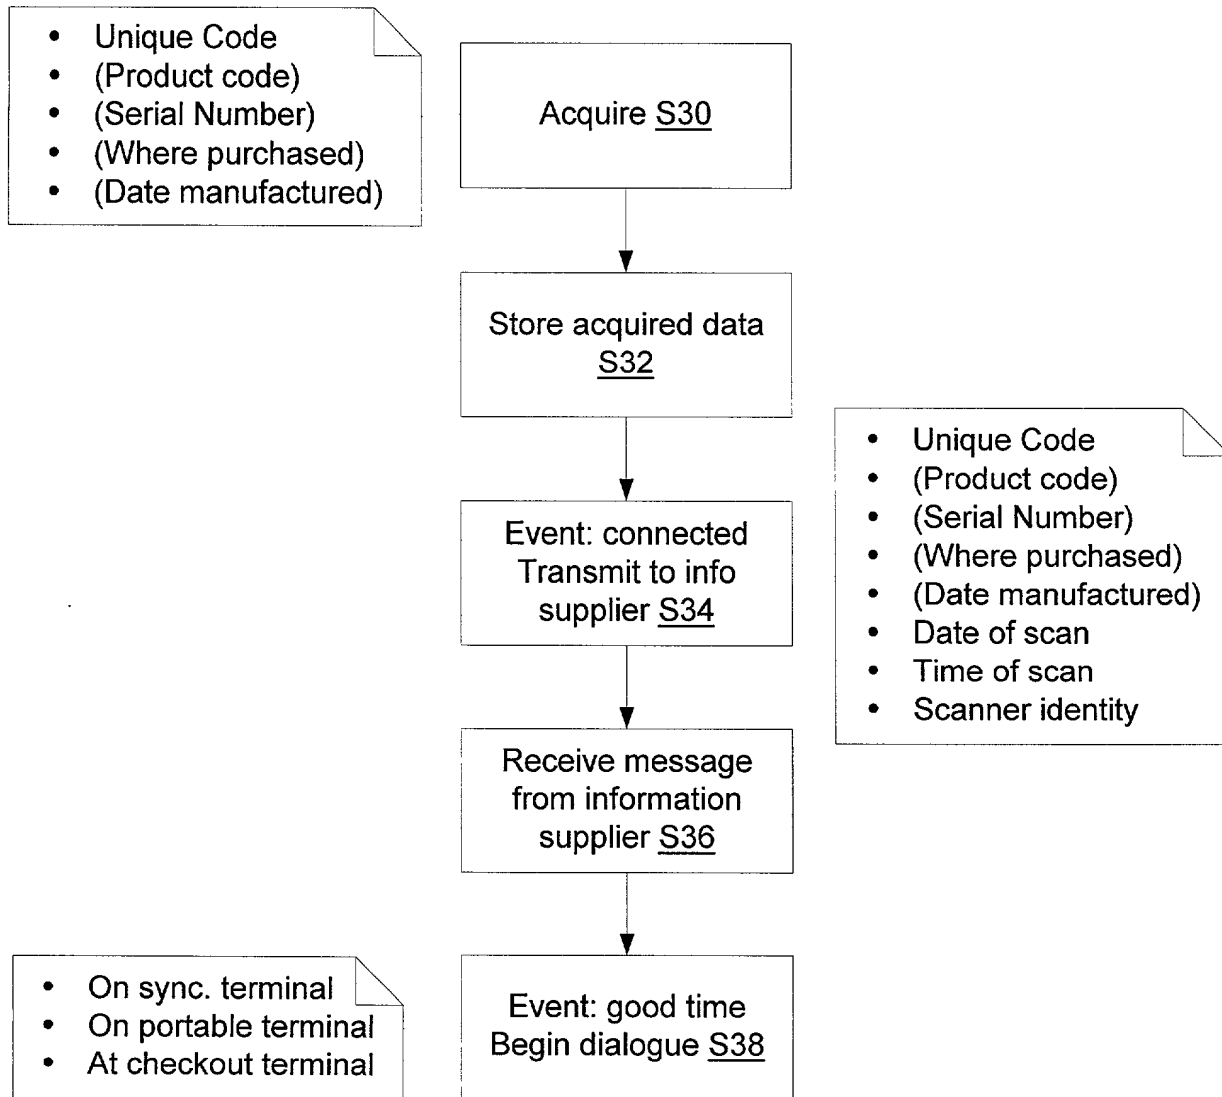 • Unique Code
• (Product code)
• (Serial Number)
• (Where purchased)
• (Date manufactured)
Acquire S30
Store acquired data
S32
Event: connected
Transmit to info
supplier S34
• Unique Code
• (Product code)
• (Serial Number)
• (Where purchased)
• (Date manufactured)
• Date of scan
• Time of scan
• Scanner identity
Receive message
from information
supplier S36
• On sync. terminal
• On portable terminal
• At checkout terminal
Event: good time
Begin dialogue S38